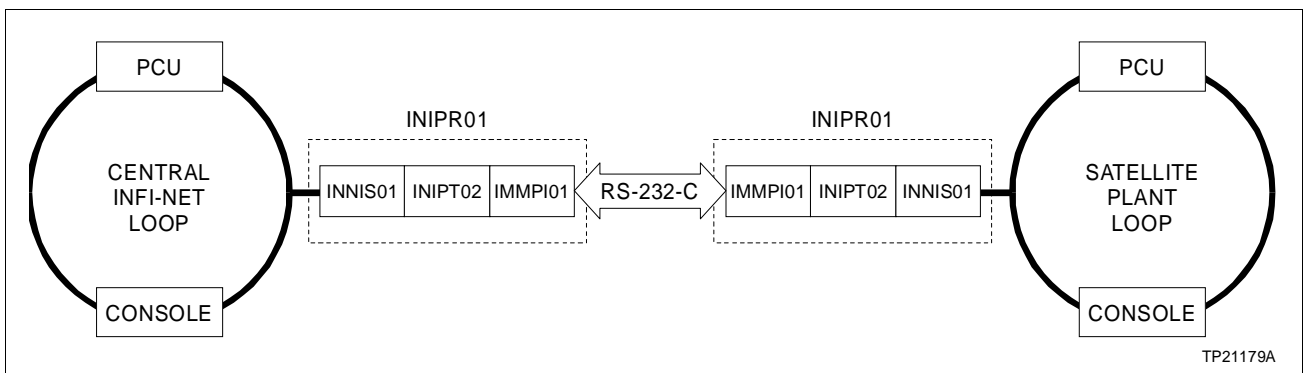 PCU
CENTRAL
INFI-NET
LOOP
CONSOLE
INIPR01
INNIS01 INIPT02 IMMPI01
RS-232-C
INIPR01
IMMPI01 INIPT02 INNIS01
PCU
SATELLITE
PLANT
LOOP
CONSOLE
TP21179A